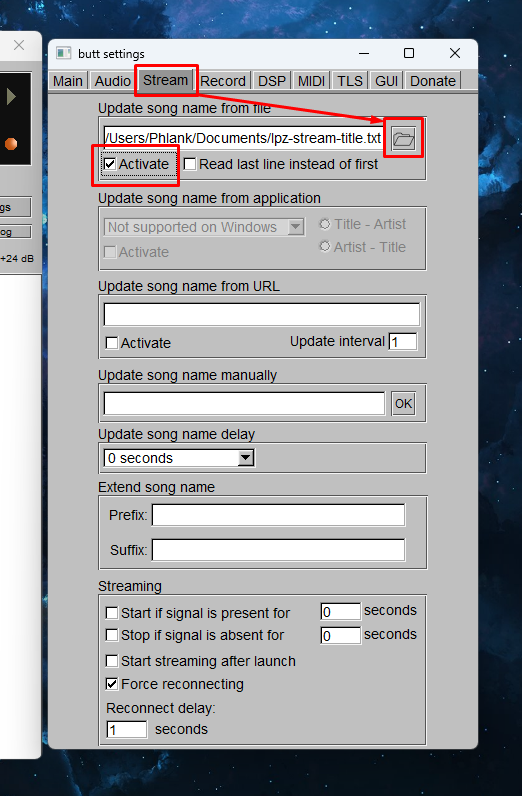 butt settings
Main Audio Stream Record DSP MIDI TLS GUI Donate
Update song name from file
/Users/Phlank/Documents/lpz-stream-title.txt
Activate Read last line instead of first
gs
og
+24 dB
Update song name from application
Not supported on Windows Title - Artist
Activate Artist - Title
Update song name from URL
Activate Update interval 1
Update song name manually
OK
Update song name delay
0 seconds
Extend song name
Prefix:
Suffix:
Streaming
Start if signal is present for 0 seconds
Stop if signal is absent for 0 seconds
Start streaming after launch
Force reconnecting
Reconnect delay:
1 seconds